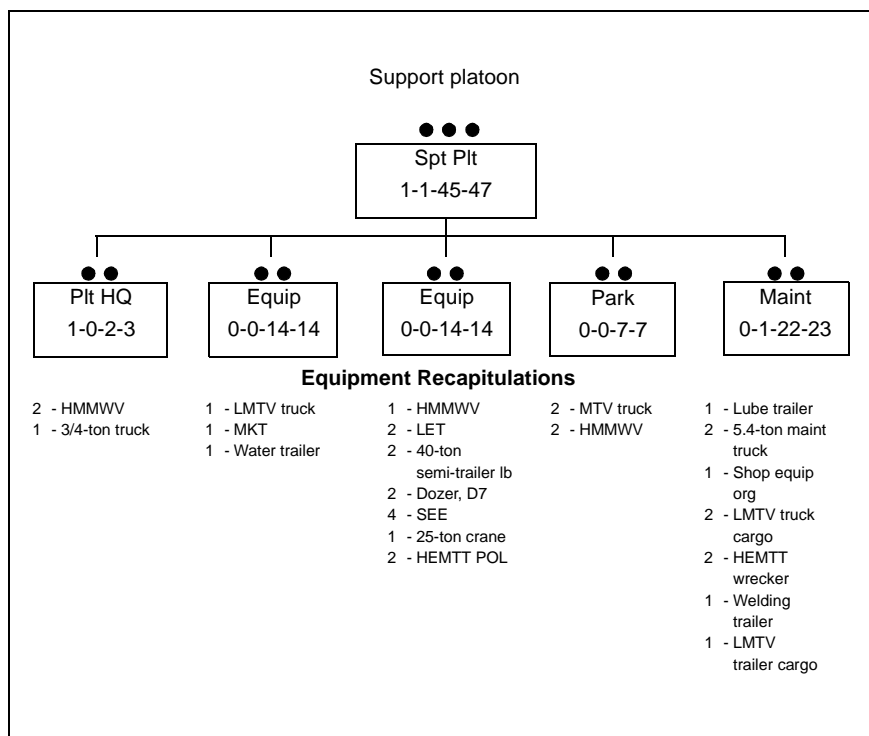 Support platoon
Spt Plt
1-1-45-47
Plt HQ
1-0-2-3
Equip
0-0-14-14
Equip
0-0-14-14
Park
0-0-7-7
Maint
0-1-22-23
Equipment Recapitulations
2 - HMMWV
1 - 3/4-ton truck
1 - LMTV truck
1 - MKT
1 - Water trailer
1 - HMMWV
2 - LET
2 - 40-ton
semi-trailer lb
2 - Dozer, D7
4 - SEE
1 - 25-ton crane
2 - HEMTT POL
2 - MTV truck
2 - HMMWV
1 - Lube trailer
2 - 5.4-ton maint
truck
1 - Shop equip
org
2 - LMTV truck
cargo
2 - HEMTT
wrecker
1 - Welding
trailer
1 - LMTV
trailer cargo